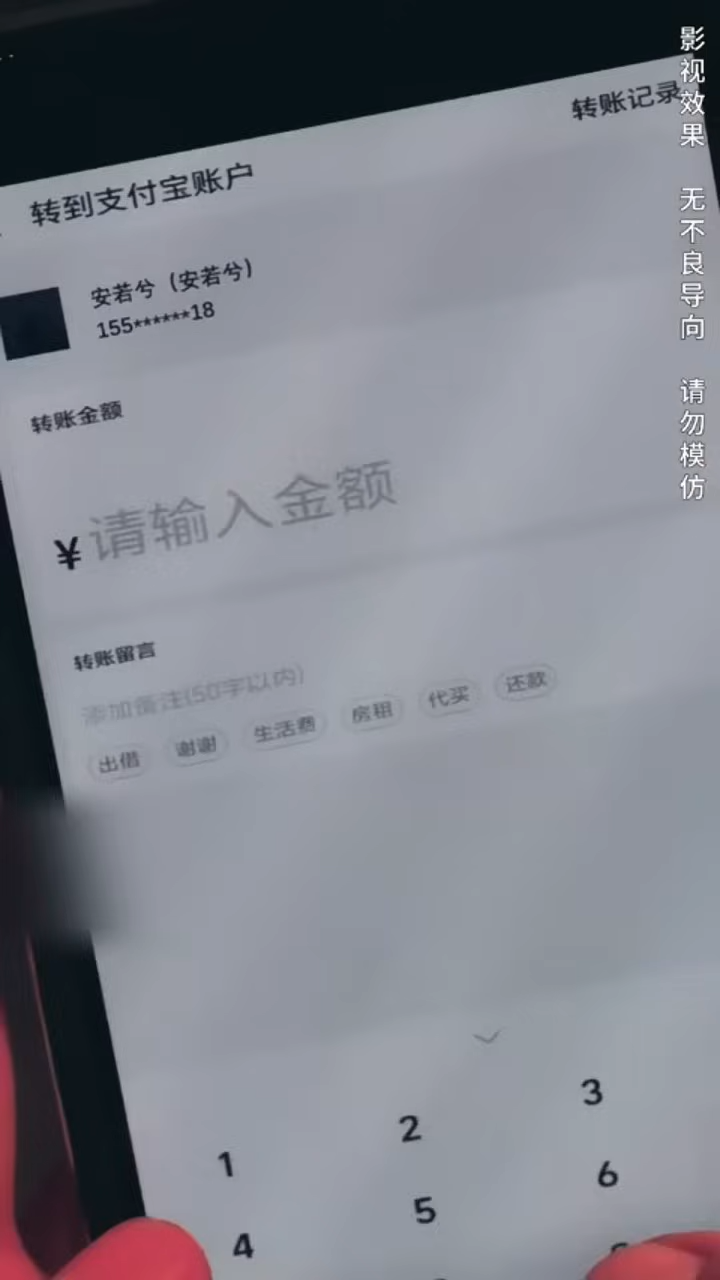 转账记录
转到支付宝账户
安若兮（安若兮）
155******18
转账金额
¥请输入金额
转账留言
添加备注(50字以内)
出借 谢谢 生活费 房租 代买 还款
1 2 3
4 5 6
影视效果 无不良导向 请勿模仿